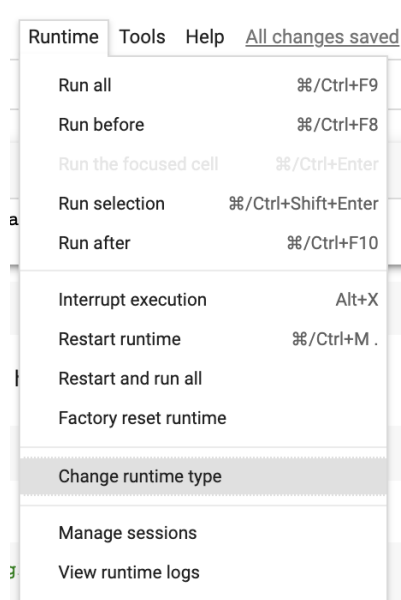 Runtime Tools Help All changes saved
Run all ⌘/Ctrl+F9
Run before ⌘/Ctrl+F8
Run the focused cell ⌘/Ctrl+Enter
Run selection ⌘/Ctrl+Shift+Enter
Run after ⌘/Ctrl+F10
Interrupt execution Alt+X
Restart runtime ⌘/Ctrl+M .
Restart and run all
Factory reset runtime
Change runtime type
Manage sessions
View runtime logs